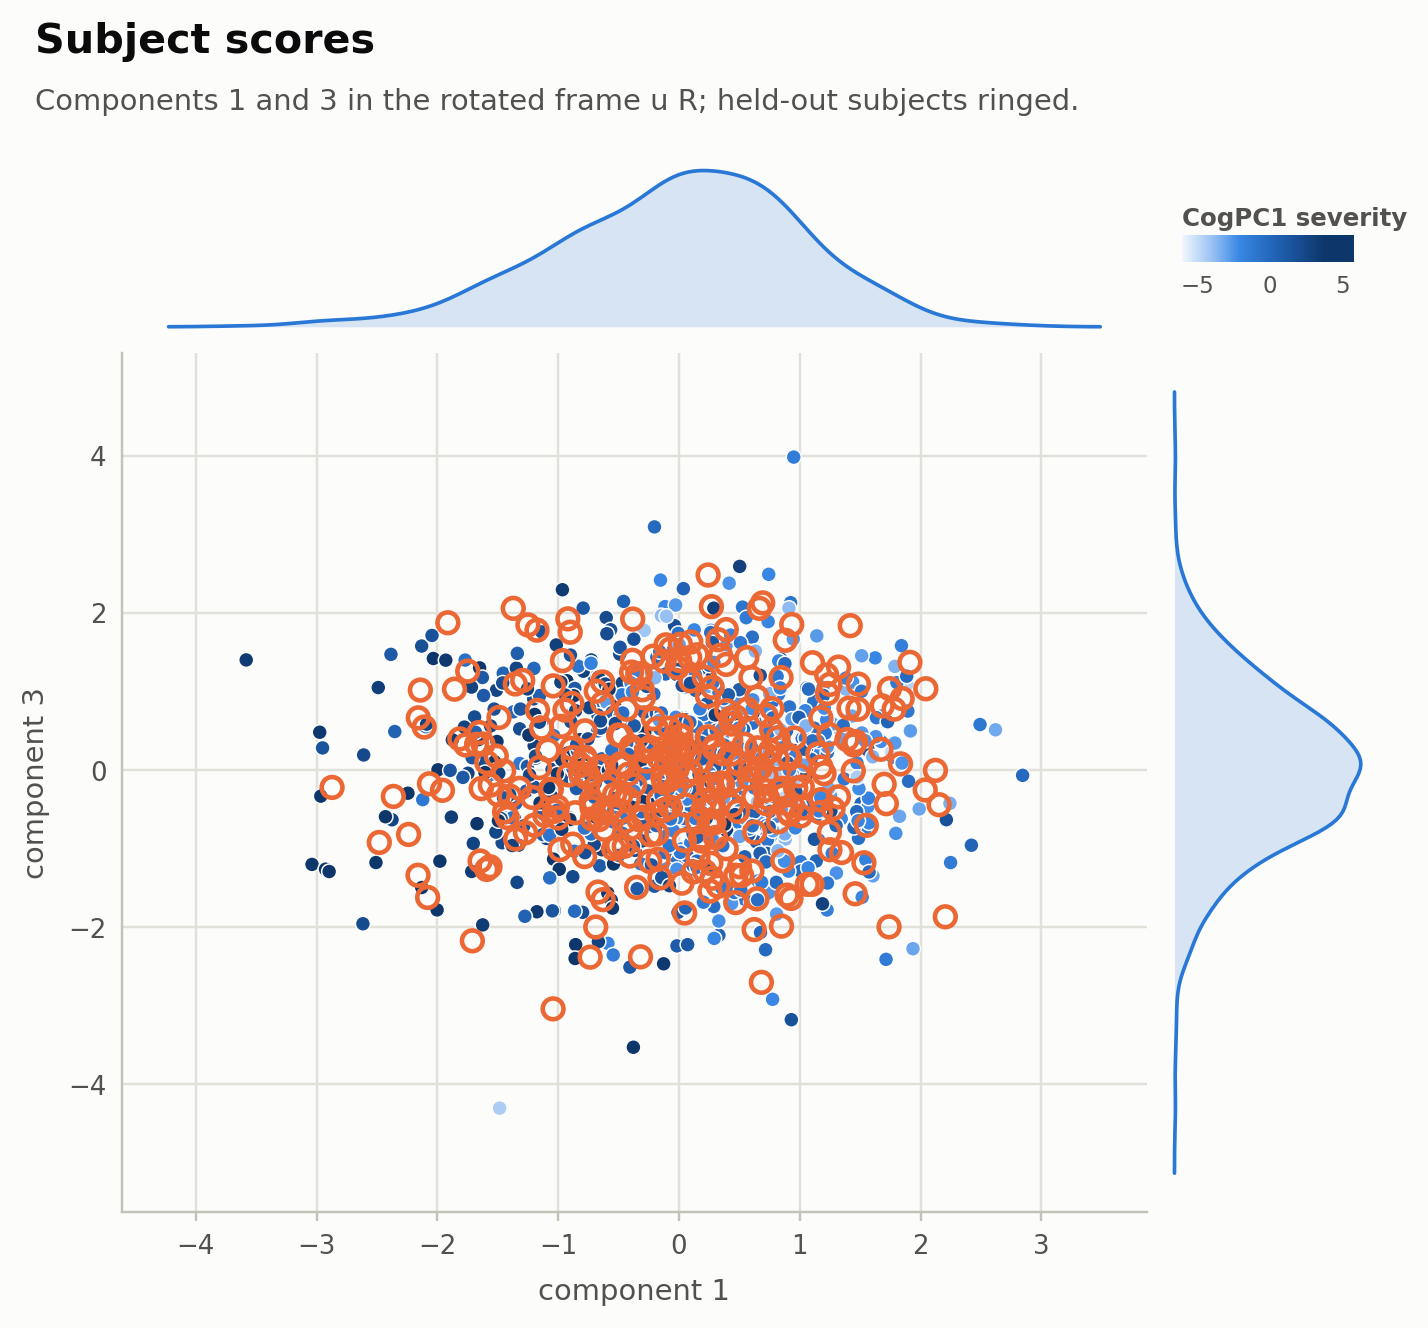 Subject scores
Components 1 and 3 in the rotated frame u R; held-out subjects ringed.
CogPC1 severity
−5 0 5
4
2
0
−2
−4
component 3
−4 −3 −2 −1 0 1 2 3
component 1